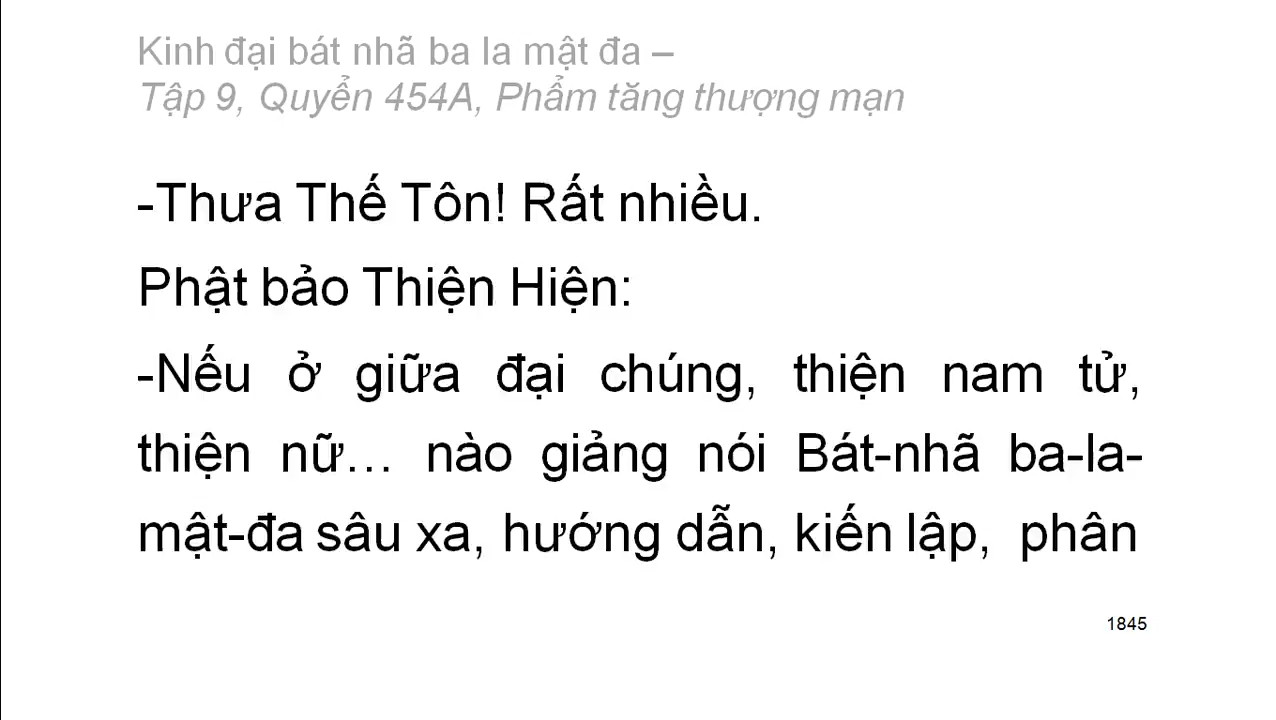 Kinh đại bát nhã ba la mật đa –
Tập 9, Quyển 454A, Phẩm tăng thượng mạn
-Thưa Thế Tôn! Rất nhiều.
Phật bảo Thiện Hiện:
-Nếu ở giữa đại chúng, thiện nam tử,
thiện nữ... nào giảng nói Bát-nhã ba-la-
mật-đa sâu xa, hướng dẫn, kiến lập, phân
1845